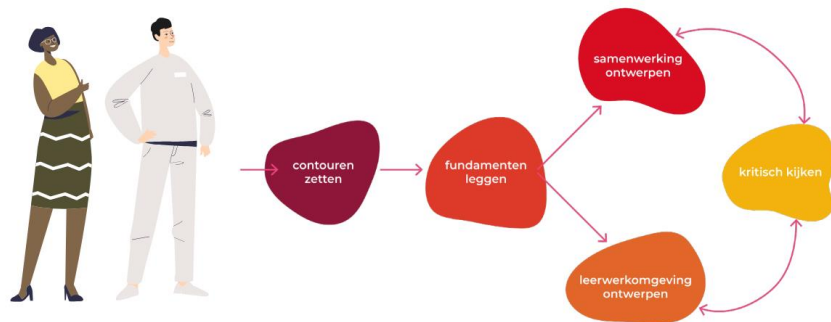 contouren
zetten
fundamenten
leggen
samenwerking
ontwerpen
leerwerkomgeving
ontwerpen
kritisch kijken